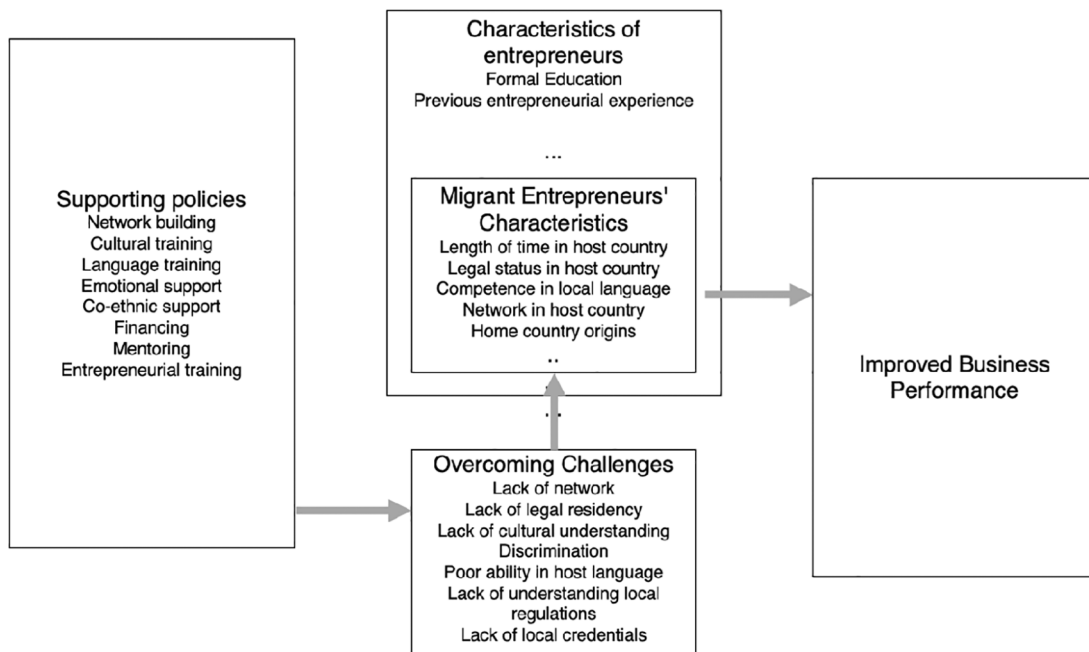 Supporting policies
Network building
Cultural training
Language training
Emotional support
Co-ethnic support
Financing
Mentoring
Entrepreneurial training
Characteristics of
entrepreneurs
Formal Education
Previous entrepreneurial experience
...
Migrant Entrepreneurs'
Characteristics
Length of time in host country
Legal status in host country
Competence in local language
Network in host country
Home country origins
..
...
Overcoming Challenges
Lack of network
Lack of legal residency
Lack of cultural understanding
Discrimination
Poor ability in host language
Lack of understanding local
regulations
Lack of local credentials
Improved Business
Performance